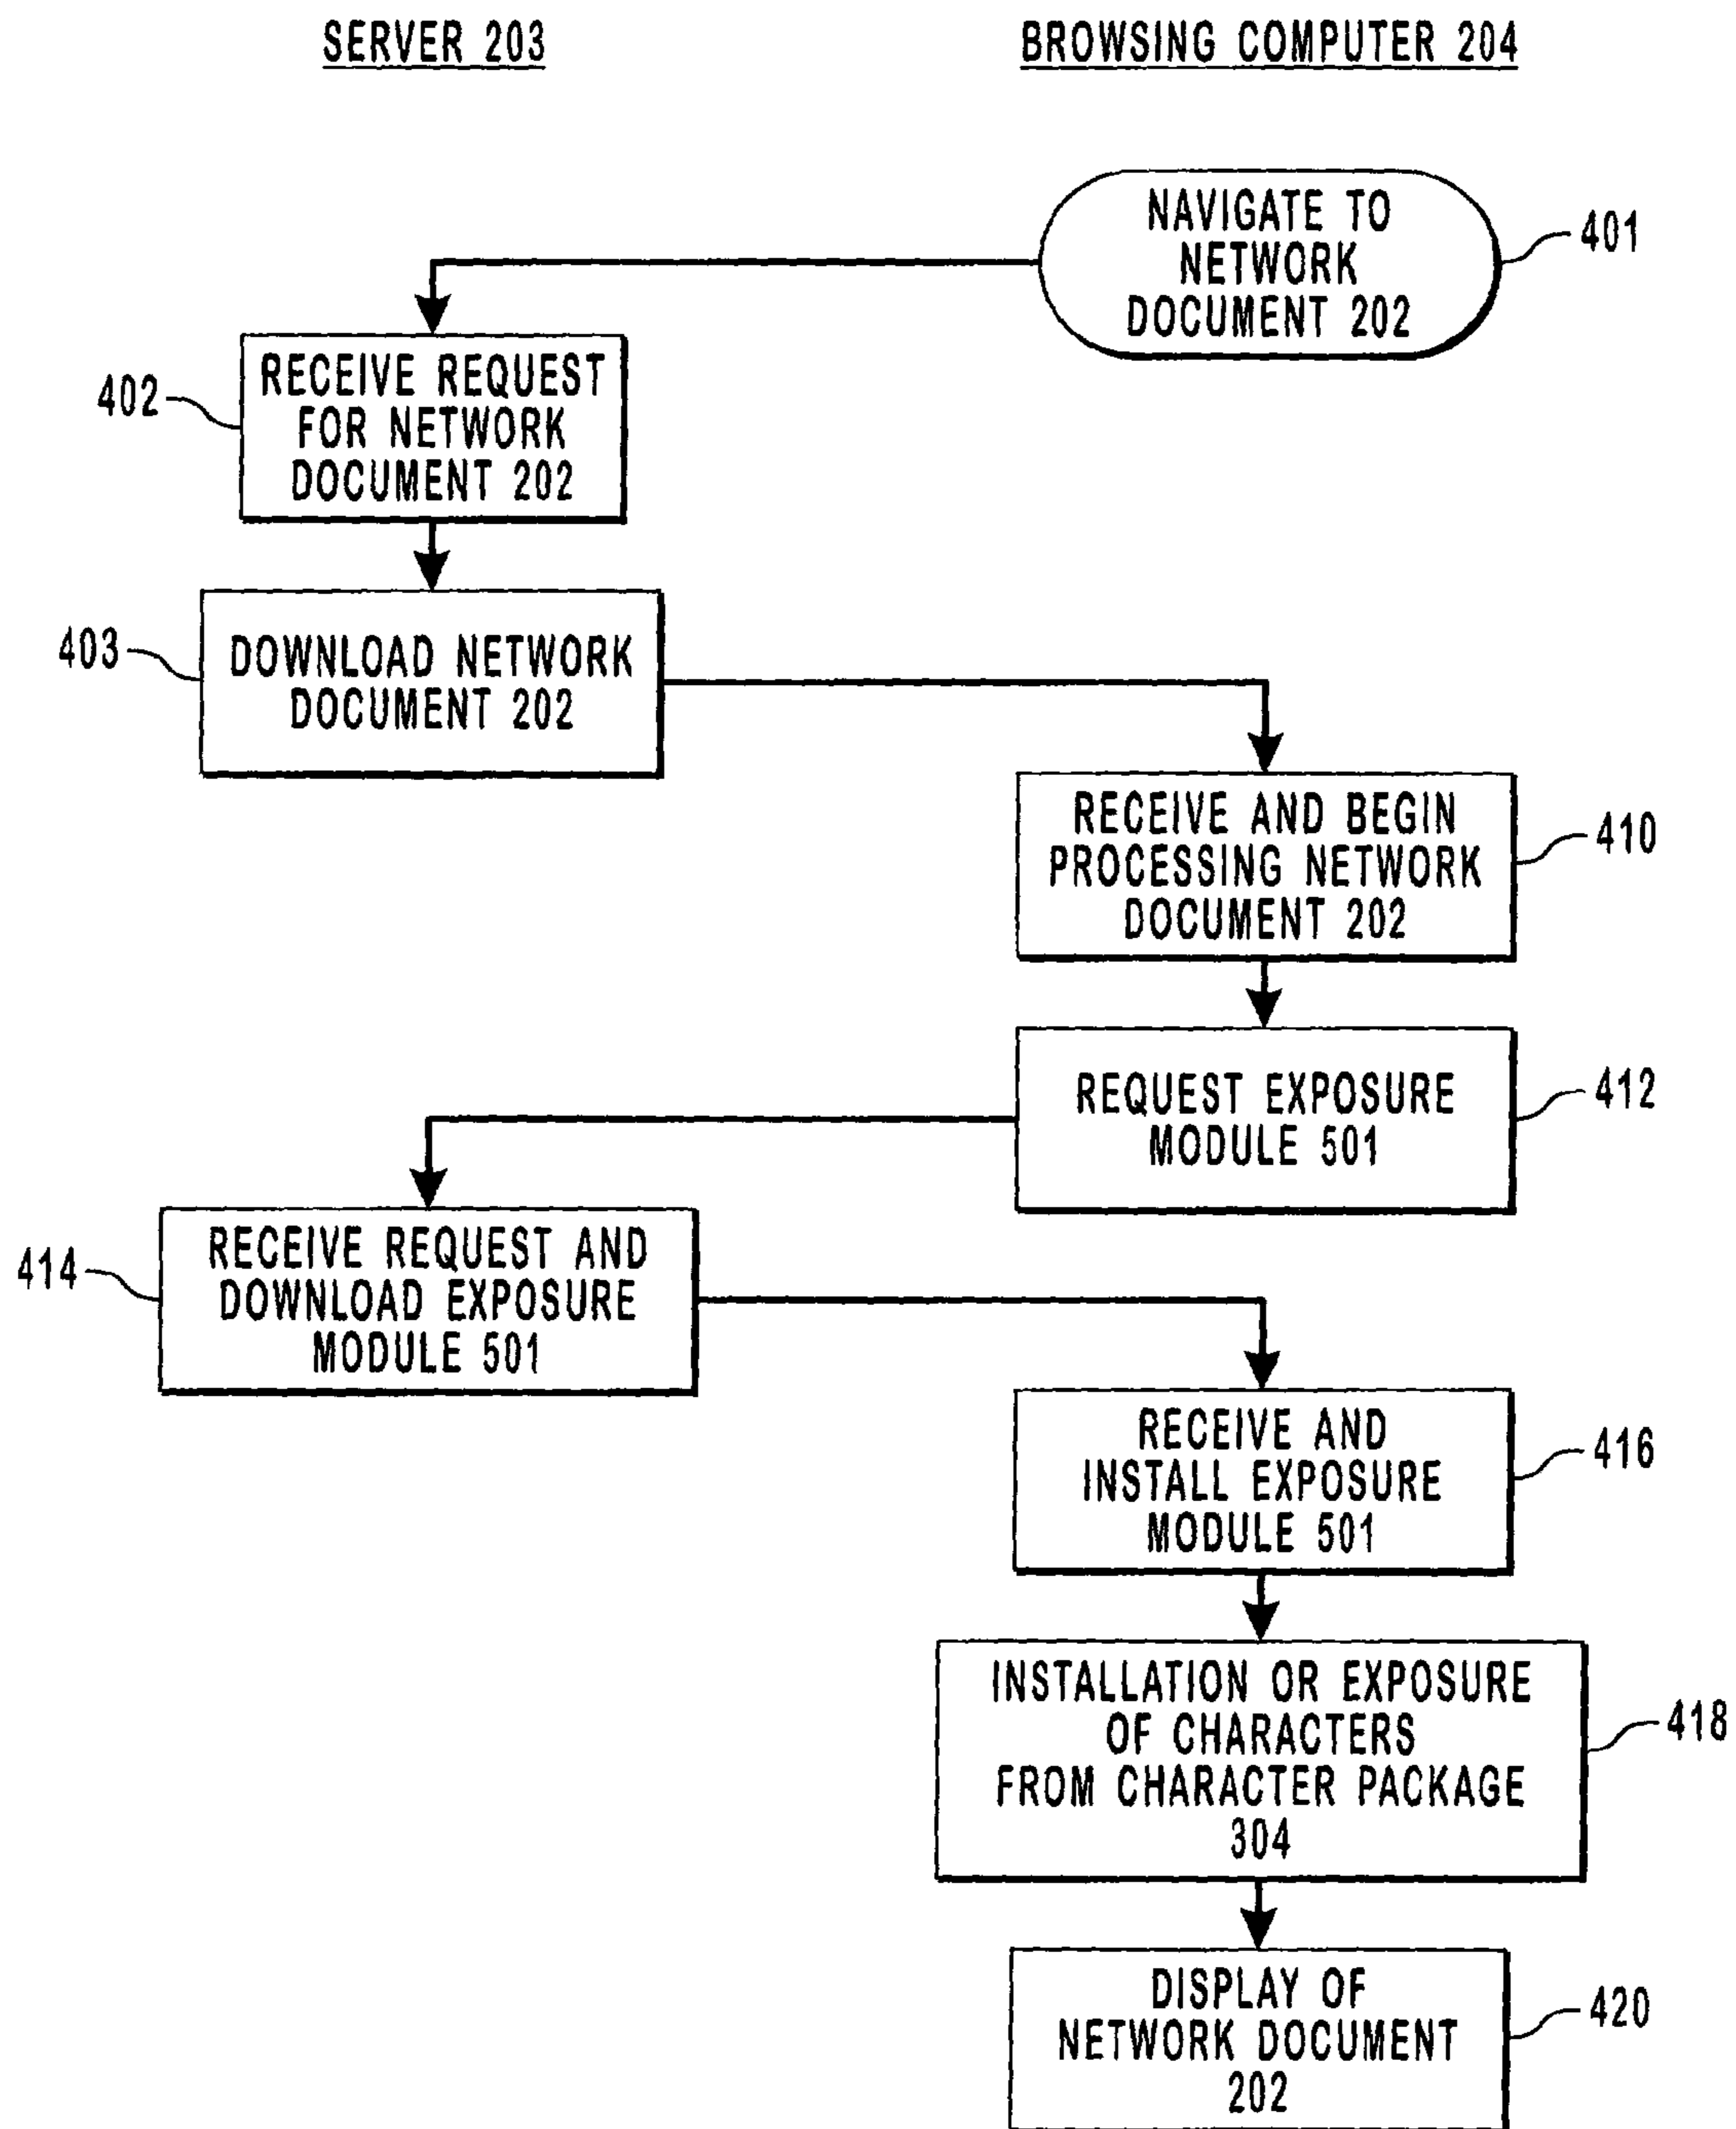 SERVER 203
BROWSING COMPUTER 204
NAVIGATE TO
NETWORK
DOCUMENT 202
401
402
RECEIVE REQUEST
FOR NETWORK
DOCUMENT 202
403
DOWNLOAD NETWORK
DOCUMENT 202
RECEIVE AND BEGIN
PROCESSING NETWORK
DOCUMENT 202
410
REQUEST EXPOSURE
MODULE 501
412
414
RECEIVE REQUEST AND
DOWNLOAD EXPOSURE
MODULE 501
RECEIVE AND
INSTALL EXPOSURE
MODULE 501
416
INSTALLATION OR EXPOSURE
OF CHARACTERS
FROM CHARACTER PACKAGE
304
418
DISPLAY OF
NETWORK DOCUMENT
202
420